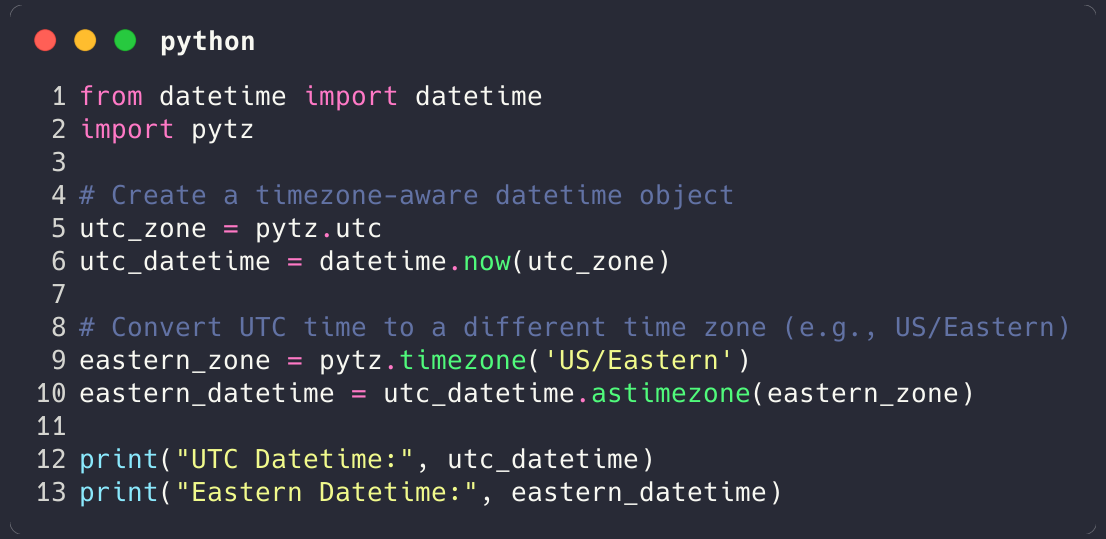 python
1 from datetime import datetime
2 import pytz
3
4 # Create a timezone-aware datetime object
5 utc_zone = pytz.utc
6 utc_datetime = datetime.now(utc_zone)
7
8 # Convert UTC time to a different time zone (e.g., US/Eastern)
9 eastern_zone = pytz.timezone('US/Eastern')
10 eastern_datetime = utc_datetime.astimezone(eastern_zone)
11
12 print("UTC Datetime:", utc_datetime)
13 print("Eastern Datetime:", eastern_datetime)